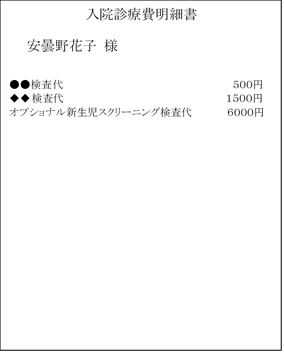 入院診療費明細書
安曇野花子 様
●●検査代 500円
◆◆検査代 1500円
オプショナル新生児スクリーニング検査代 6000円